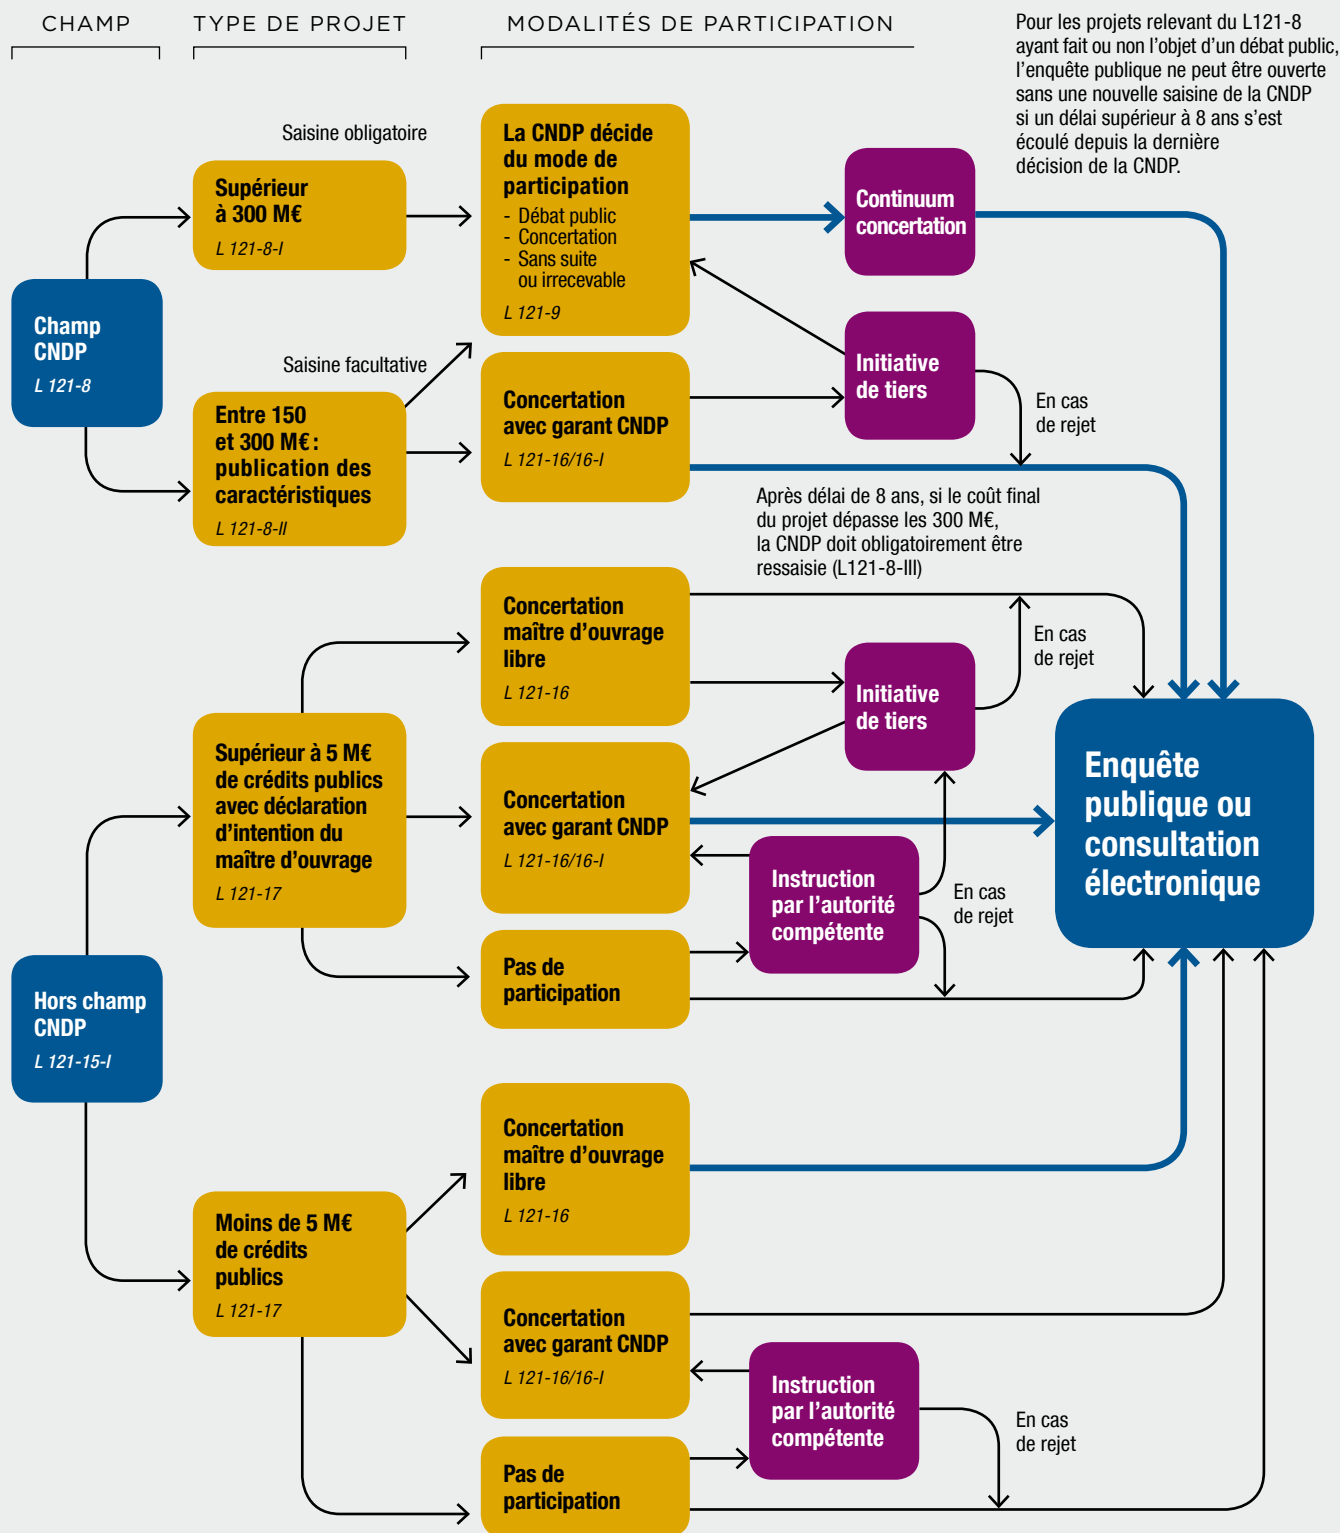 CHAMP
TYPE DE PROJET
MODALITÉS DE PARTICIPATION
Pour les projets relevant du L121-8
ayant fait ou non l’objet d’un débat public,
l’enquête publique ne peut être ouverte
sans une nouvelle saisine de la CNDP
si un délai supérieur à 8 ans s’est
écoulé depuis la dernière
décision de la CNDP.
Champ
CNDP
L 121-8
Saisine obligatoire
Supérieur
à 300 M€
L 121-8-I
La CNDP décide
du mode de
participation
- Débat public
- Concertation
- Sans suite
ou irrecevable
L 121-9
Continuum
concertation
Saisine facultative
Entre 150
et 300 M€ :
publication des
caractéristiques
L 121-8-II
Concertation
avec garant CNDP
L 121-16/16-I
Initiative
de tiers
En cas
de rejet
Après délai de 8 ans, si le coût final
du projet dépasse les 300 M€,
la CNDP doit obligatoirement être
ressaisie (L121-8-III)
Hors champ
CNDP
L 121-15-I
Supérieur à 5 M€
de crédits publics
avec déclaration
d’intention du
maître d’ouvrage
L 121-17
Concertation
maître d’ouvrage
libre
L 121-16
Initiative
de tiers
En cas
de rejet
Concertation
avec garant CNDP
L 121-16/16-I
Instruction
par l’autorité
compétente
En cas
de rejet
Pas de
participation
Enquête
publique ou
consultation
électronique
Moins de 5 M€
de crédits
publics
L 121-17
Concertation
maître d’ouvrage
libre
L 121-16
Concertation
avec garant CNDP
L 121-16/16-I
Instruction
par l’autorité
compétente
En cas
de rejet
Pas de
participation